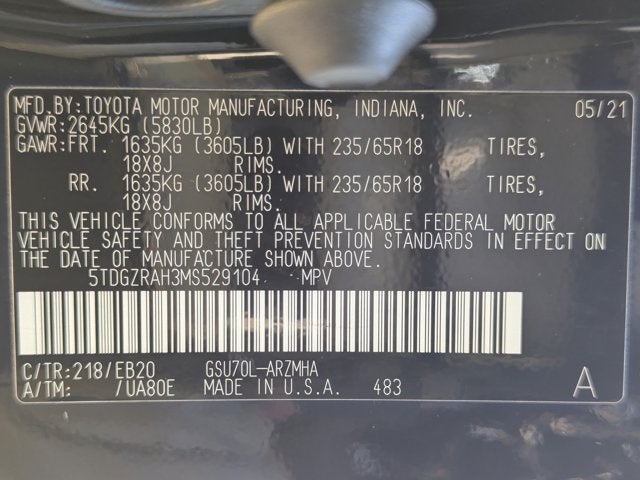 MFD.BY:TOYOTA MOTOR MANUFACTURING, INDIANA, INC. 05/21
GVWR:2645KG (5830LB)
GAWR:FRT. 1635KG (3605LB) WITH 235/65R18 TIRES,
18X8J RIMS.
RR. 1635KG (3605LB) WITH 235/65R18 TIRES,
18X8J RIMS.
THIS VEHICLE CONFORMS TO ALL APPLICABLE FEDERAL MOTOR
VEHICLE SAFETY AND THEFT PREVENTION STANDARDS IN EFFECT ON
THE DATE OF MANUFACTURE SHOWN ABOVE.
5TDGZRAH3MS529104 MPV
C/TR:218/EB20 GSU70L-ARZMHA
A/TM: /UA80E MADE IN U.S.A. 483 A